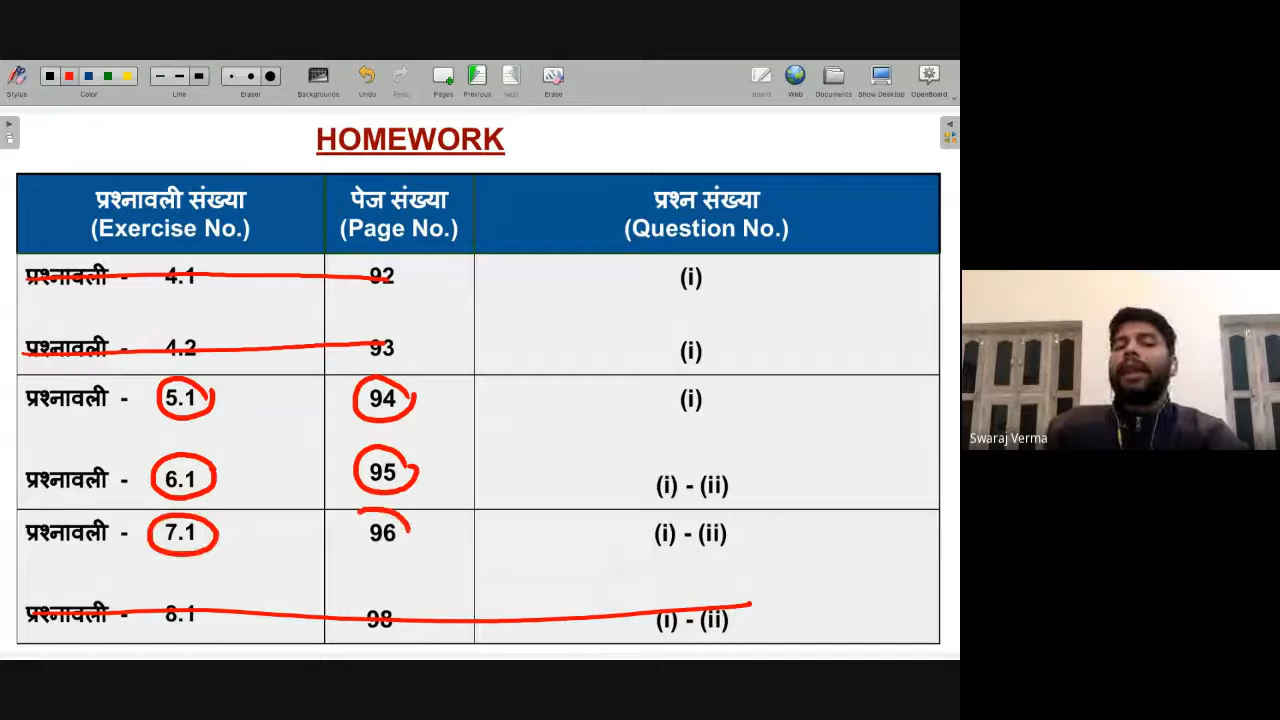 Stylus Color Line Eraser Backgrounds Undo Redo Pages Previous Next Erase Board Web Documents Show Desktop OpenBoard
HOMEWORK
प्रश्नावली संख्या (Exercise No.) पेज संख्या (Page No.) प्रश्न संख्या (Question No.)
प्रश्नावली - 4.1 92 (i)
प्रश्नावली - 4.2 93 (i)
प्रश्नावली - 5.1 94 (i)
प्रश्नावली - 6.1 95 (i) - (ii)
प्रश्नावली - 7.1 96 (i) - (ii)
प्रश्नावली - 8.1 98 (i) - (ii)
Swaraj Verma